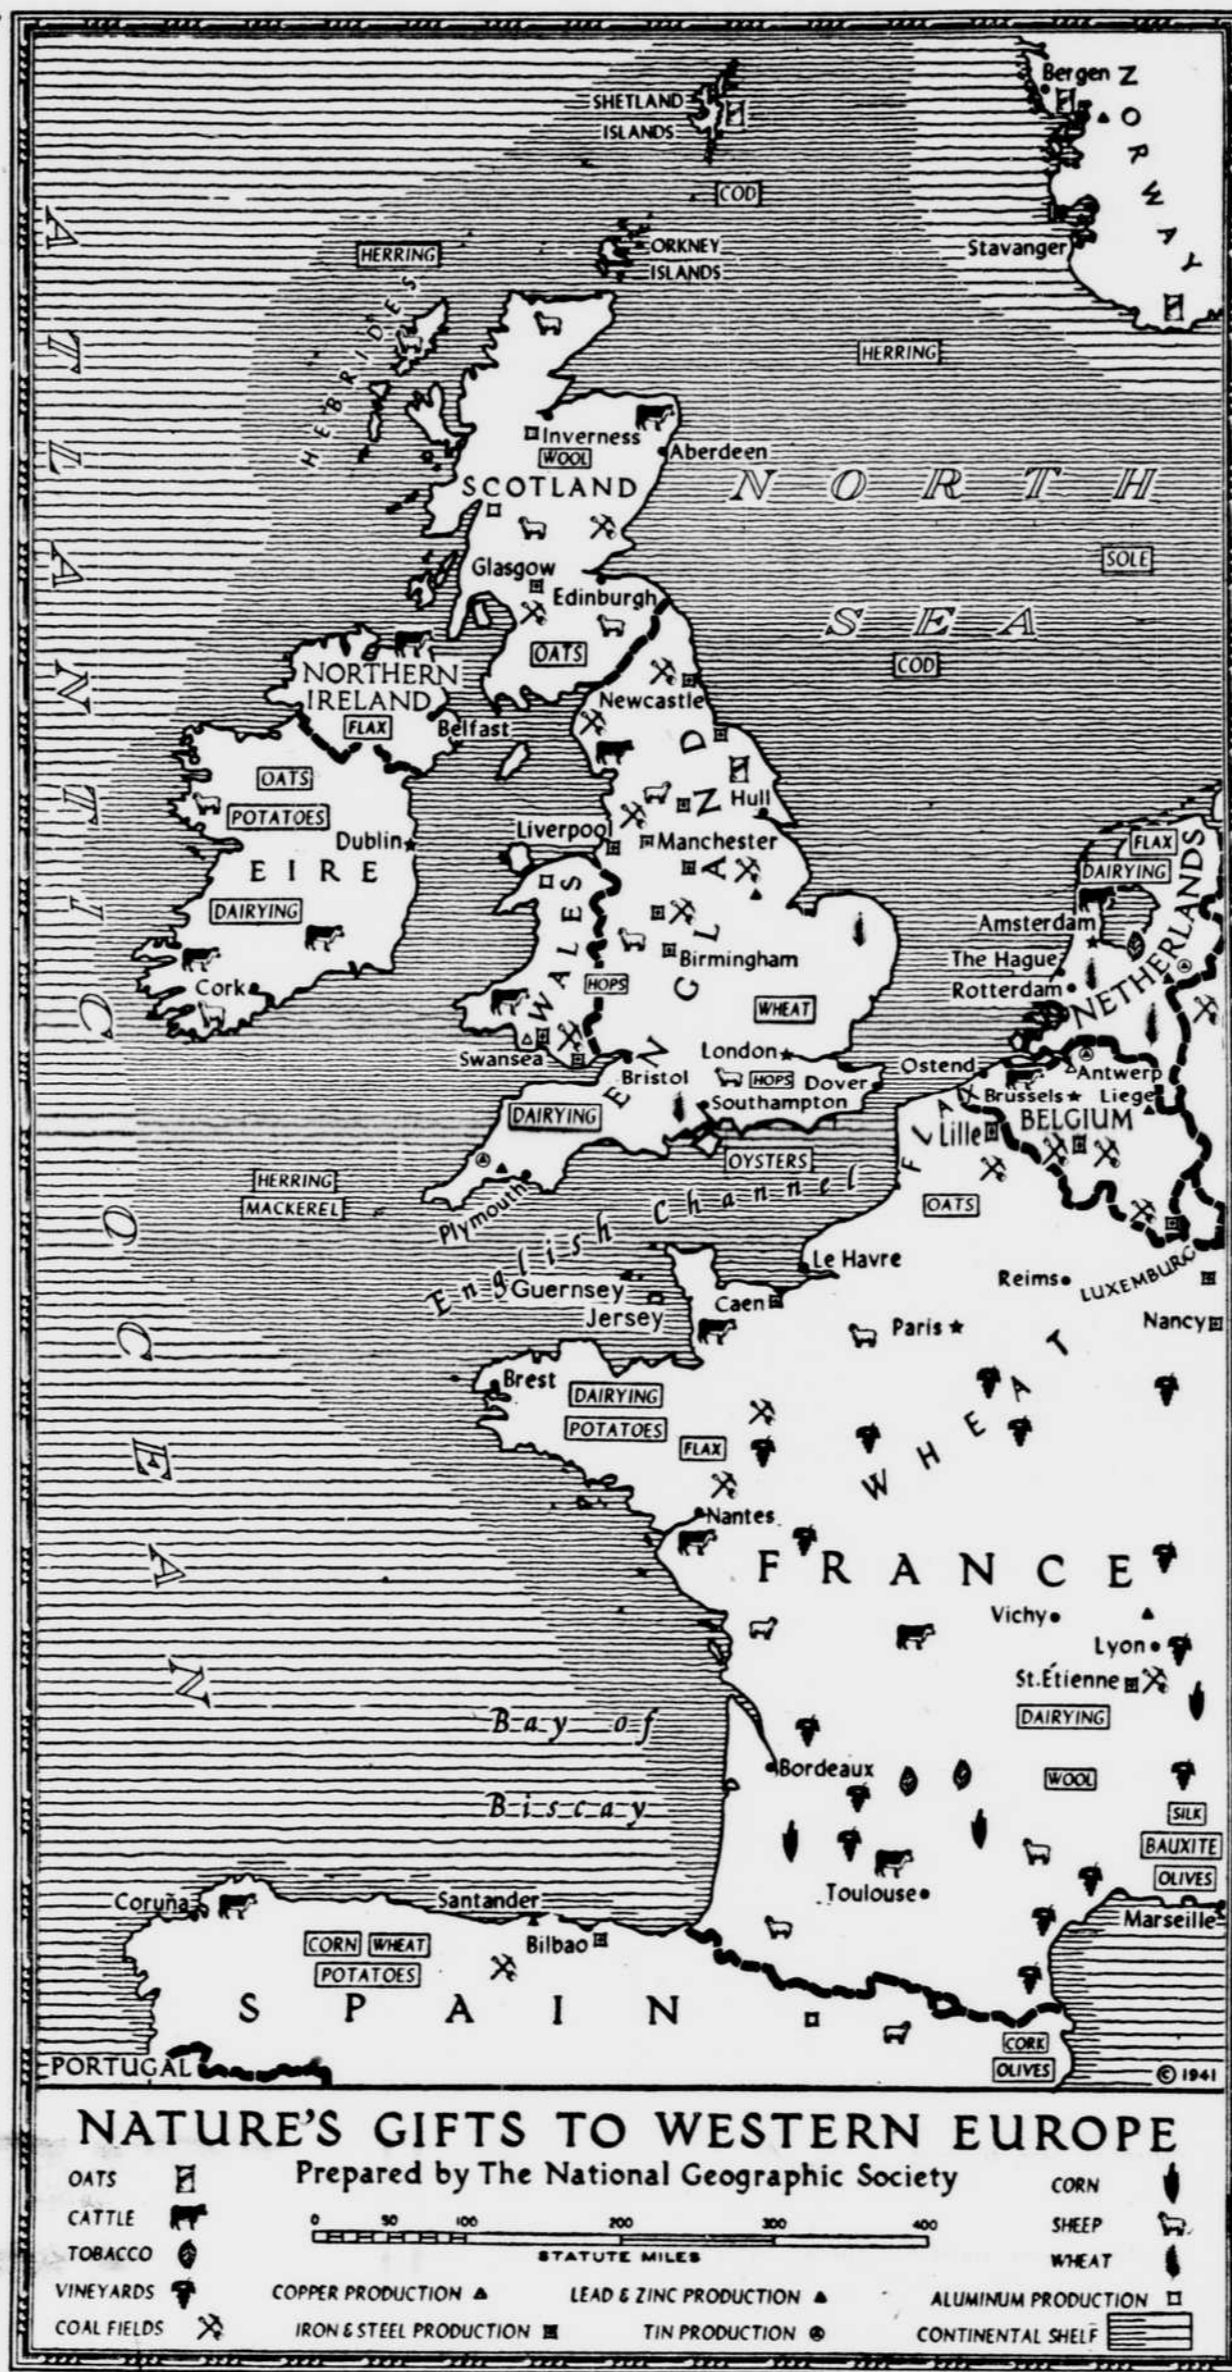 Bergen
NORWAY
SHETLAND
ISLANDS
COD
HERRING
ORKNEY
ISLANDS
Stavanger
HEBRIDES
HERRING
Inverness
WOOL
Aberdeen
SCOTLAND
NORTH
SEA
SOLE
Glasgow
Edinburgh
OATS
COD
NORTHERN
IRELAND
FLAX
Belfast
Newcastle
ATLANTIC OCEAN
OATS
POTATOES
Dublin
EIRE
DAIRYING
Cork
ENGLAND
Hull
Liverpool
Manchester
WALES
Birmingham
HOPS
WHEAT
Swansea
London
Bristol
HOPS
Dover
Southampton
DAIRYING
OYSTERS
Plymouth
FLAX
DAIRYING
NETHERLANDS
Amsterdam
The Hague
Rotterdam
Ostend
Antwerp
Brussels
Liege
BELGIUM
Lille
FLAX
OATS
HERRING
MACKEREL
English Channel
Guernsey
Jersey
Le Havre
Caen
Reims
LUXEMBURG
Nancy
Paris
Brest
DAIRYING
POTATOES
FLAX
WHEAT
Nantes
FRANCE
Vichy
Lyon
St.Étienne
DAIRYING
Bay of
Biscay
Bordeaux
WOOL
SILK
BAUXITE
OLIVES
Toulouse
Marseille
Coruña
Santander
Bilbao
CORN WHEAT
POTATOES
SPAIN
CORK
OLIVES
PORTUGAL
© 1941
NATURE'S GIFTS TO WESTERN EUROPE
Prepared by The National Geographic Society
OATS
CATTLE
TOBACCO
VINEYARDS
COAL FIELDS
0 50 100 200 300 400
STATUTE MILES
COPPER PRODUCTION
LEAD & ZINC PRODUCTION
IRON & STEEL PRODUCTION
TIN PRODUCTION
CORN
SHEEP
WHEAT
ALUMINUM PRODUCTION
CONTINENTAL SHELF